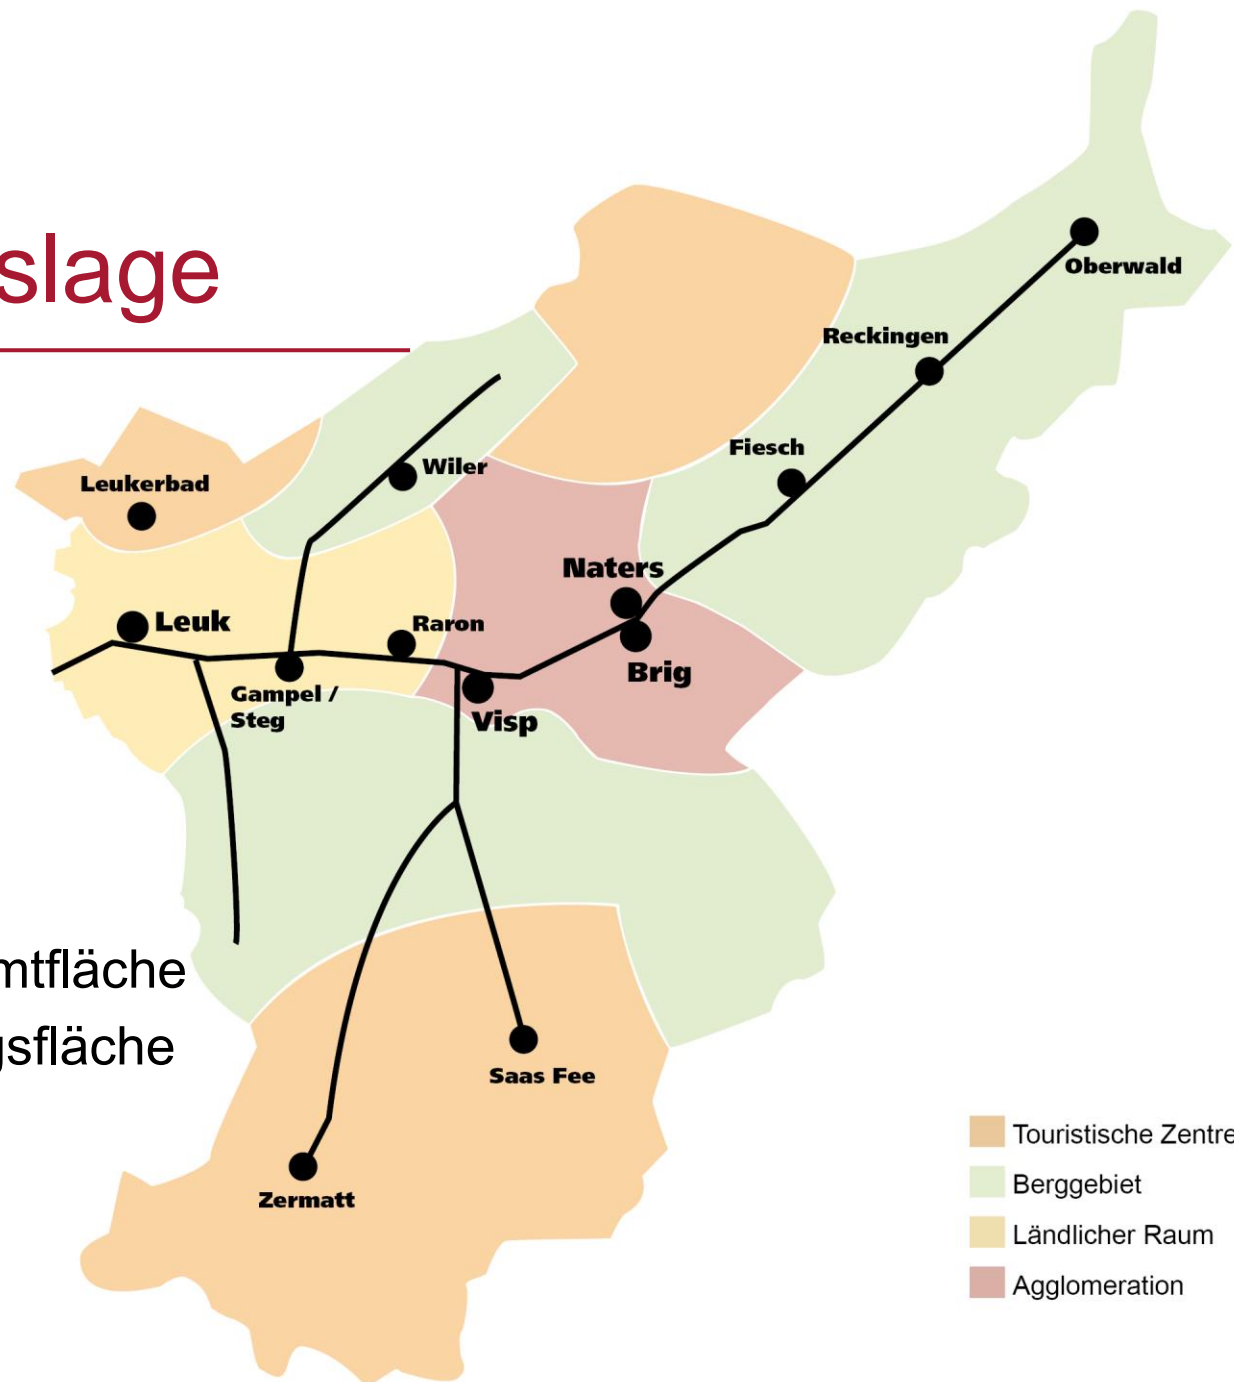 slage
Oberwald
Reckingen
Fiesch
Wiler
Leukerbad
Naters
Leuk
Raron
Brig
Gampel /
Steg
Visp
mtfläche
gsfläche
Saas Fee
Zermatt
Touristische Zentre
Berggebiet
Ländlicher Raum
Agglomeration